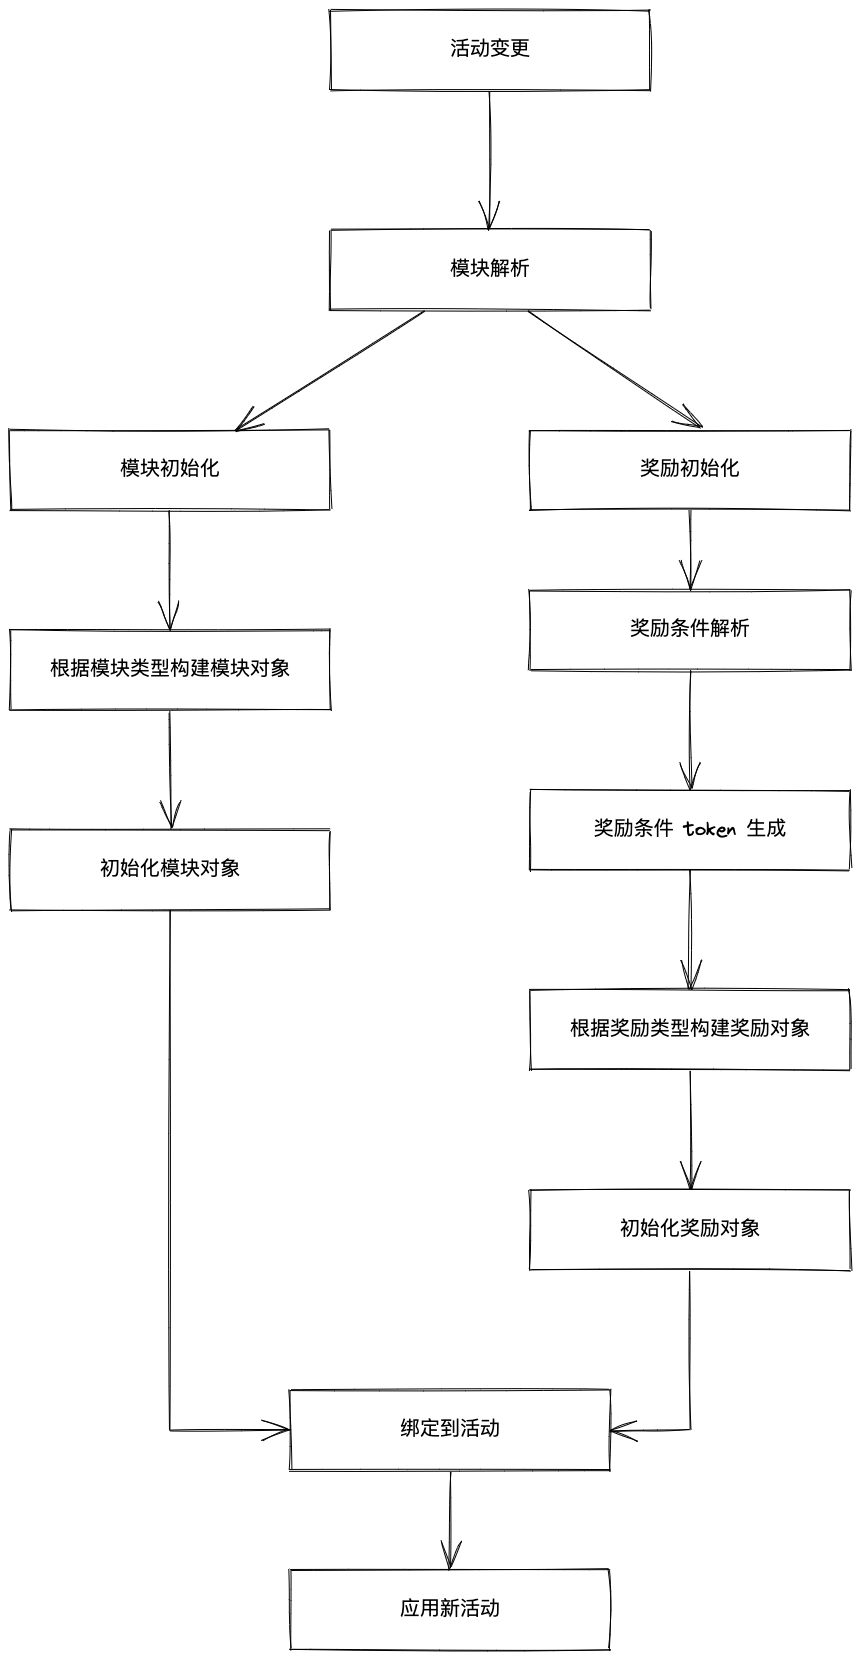 活动变更
模块解析
模块初始化
奖励初始化
奖励条件解析
根据模块类型构建模块对象
奖励条件 token 生成
初始化模块对象
根据奖励类型构建奖励对象
初始化奖励对象
绑定到活动
应用新活动